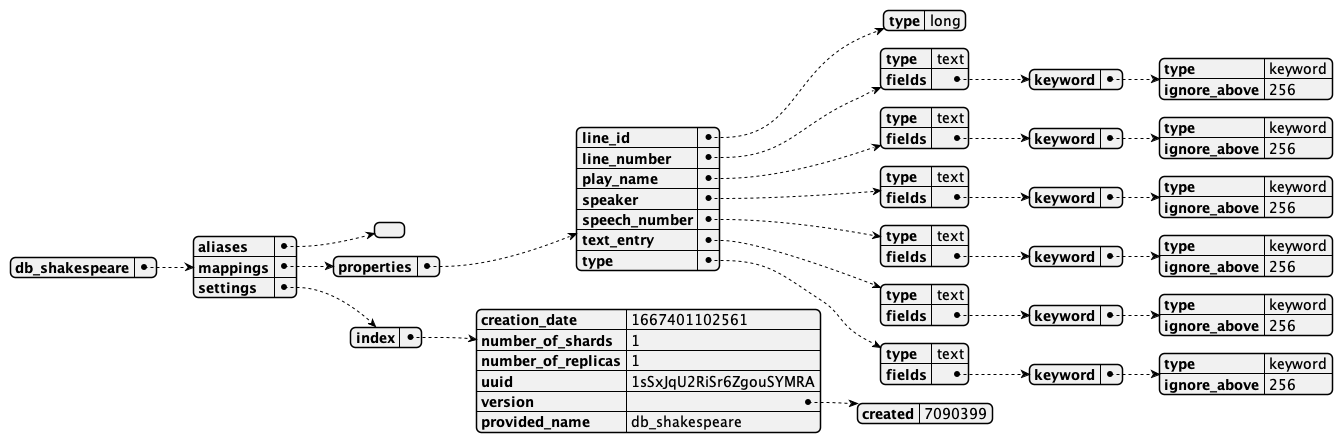 db_shakespeare
aliases
mappings
settings
properties
line_id
line_number
play_name
speaker
speech_number
text_entry
type
type long
type text
fields
keyword
type keyword
ignore_above 256
type text
fields
keyword
type keyword
ignore_above 256
type text
fields
keyword
type keyword
ignore_above 256
type text
fields
keyword
type keyword
ignore_above 256
type text
fields
keyword
type keyword
ignore_above 256
type text
fields
keyword
type keyword
ignore_above 256
index
creation_date 1667401102561
number_of_shards 1
number_of_replicas 1
uuid 1sSxJqU2RiSr6ZgouSYMRA
version
provided_name db_shakespeare
created 7090399